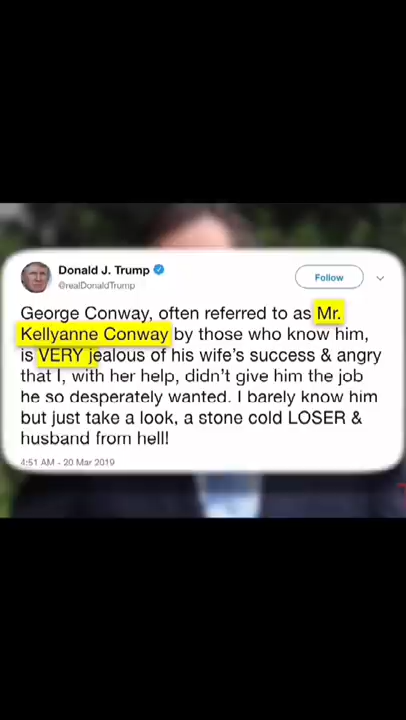 Donald J. Trump
@realDonaldTrump
Follow
George Conway, often referred to as Mr.
Kellyanne Conway by those who know him,
is VERY jealous of his wife's success & angry
that I, with her help, didn't give him the job
he so desperately wanted. I barely know him
but just take a look, a stone cold LOSER &
husband from hell!
4:51 AM - 20 Mar 2019